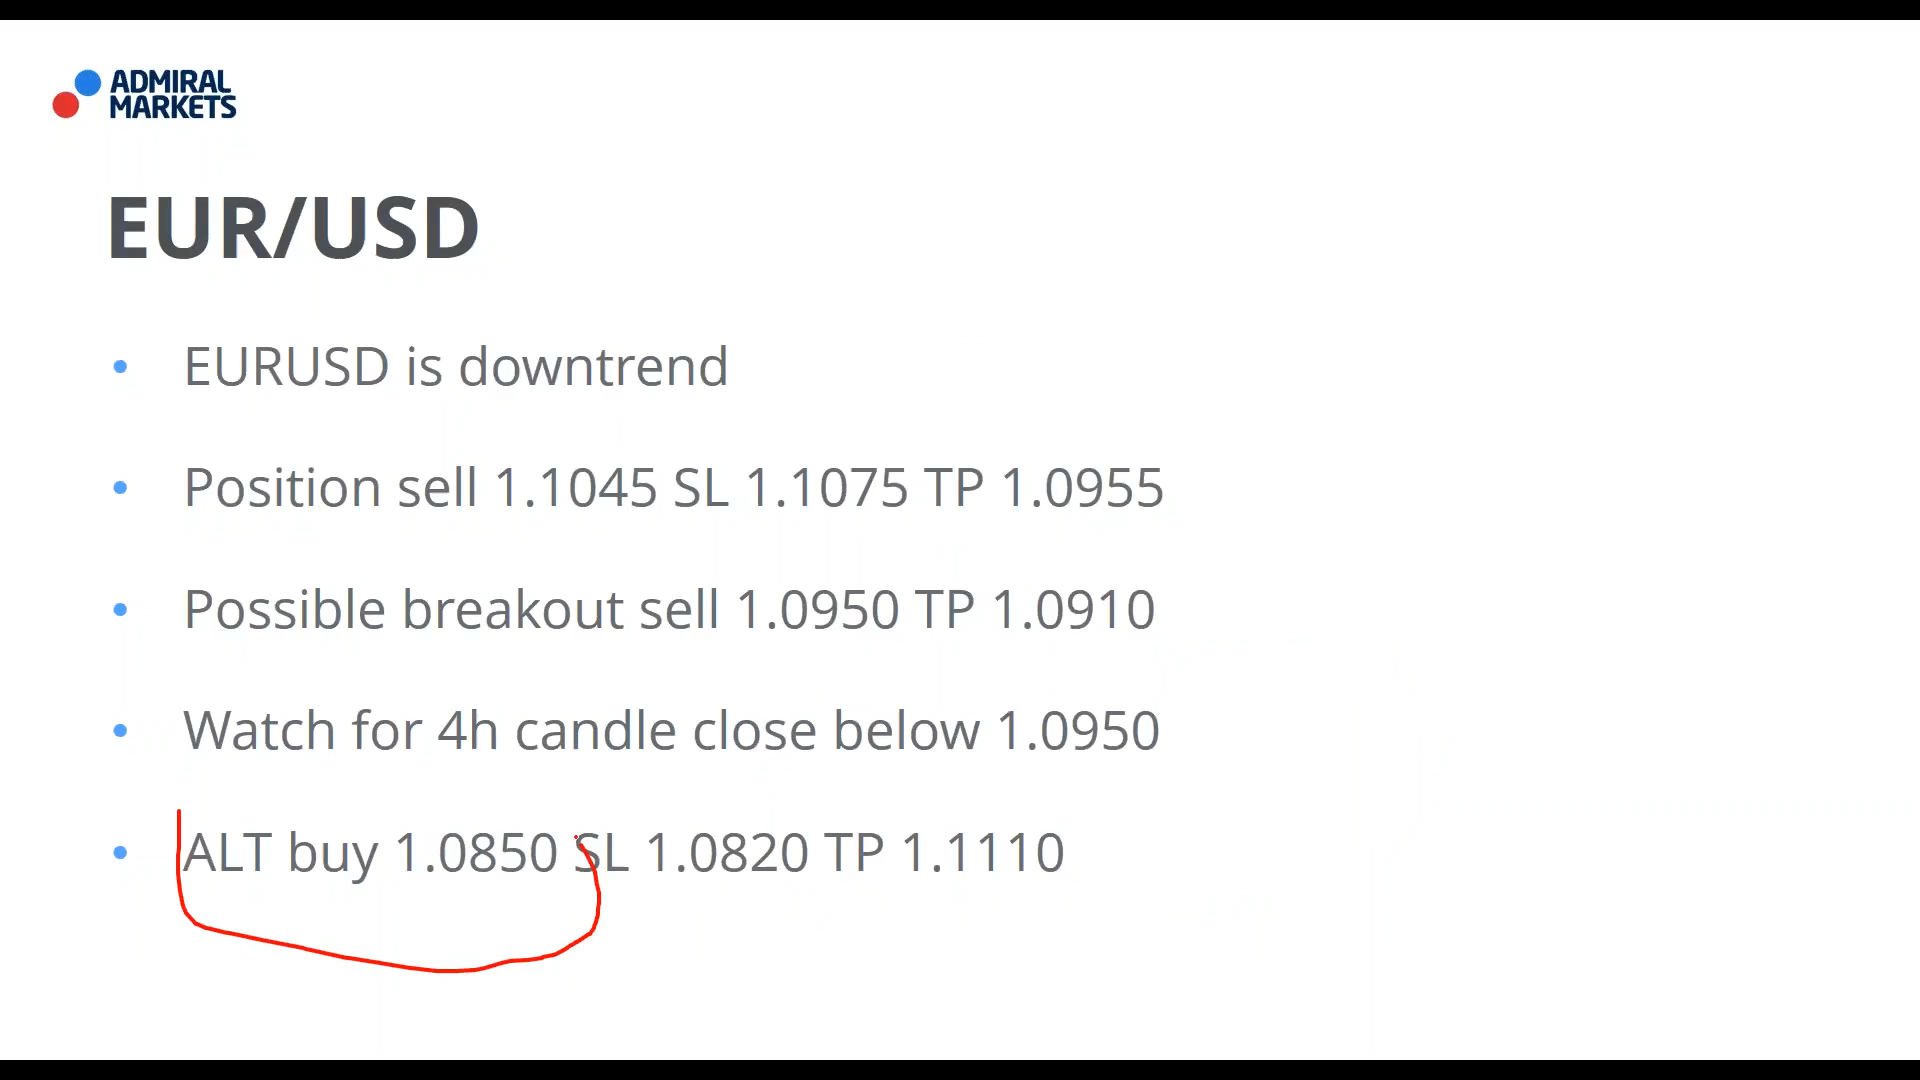 ADMIRAL
MARKETS
EUR/USD
• EURUSD is downtrend
• Position sell 1.1045 SL 1.1075 TP 1.0955
• Possible breakout sell 1.0950 TP 1.0910
• Watch for 4h candle close below 1.0950
• ALT buy 1.0850 SL 1.0820 TP 1.1110